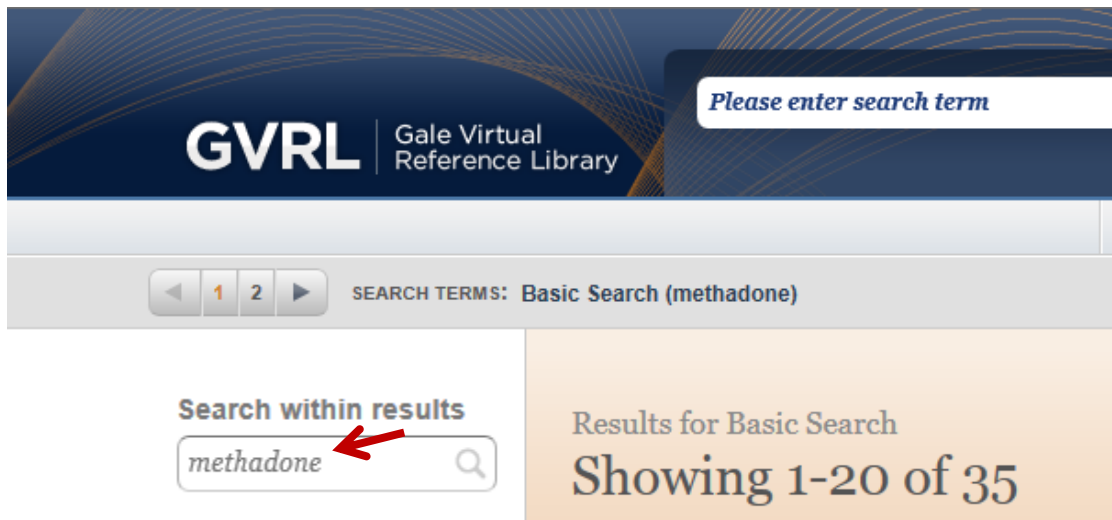 Please enter search term
GVRL
Gale Virtual
Reference Library
1 2 SEARCH TERMS: Basic Search (methadone)
Search within results
methadone
Results for Basic Search
Showing 1-20 of 35